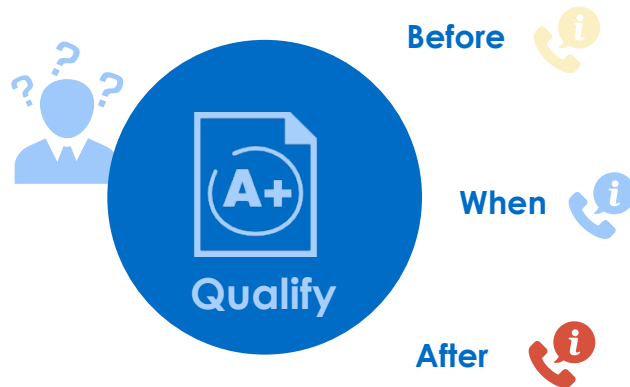 Before
i
? ? ?
A+
When
i
Qualify
After
i